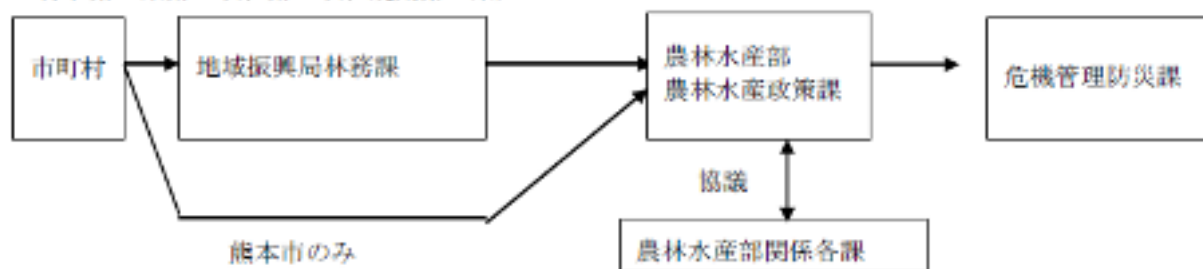 市町村
地域振興局林務課
農林水産部
農林水産政策課
危機管理防災課
協議
熊本市のみ
農林水産部関係各課